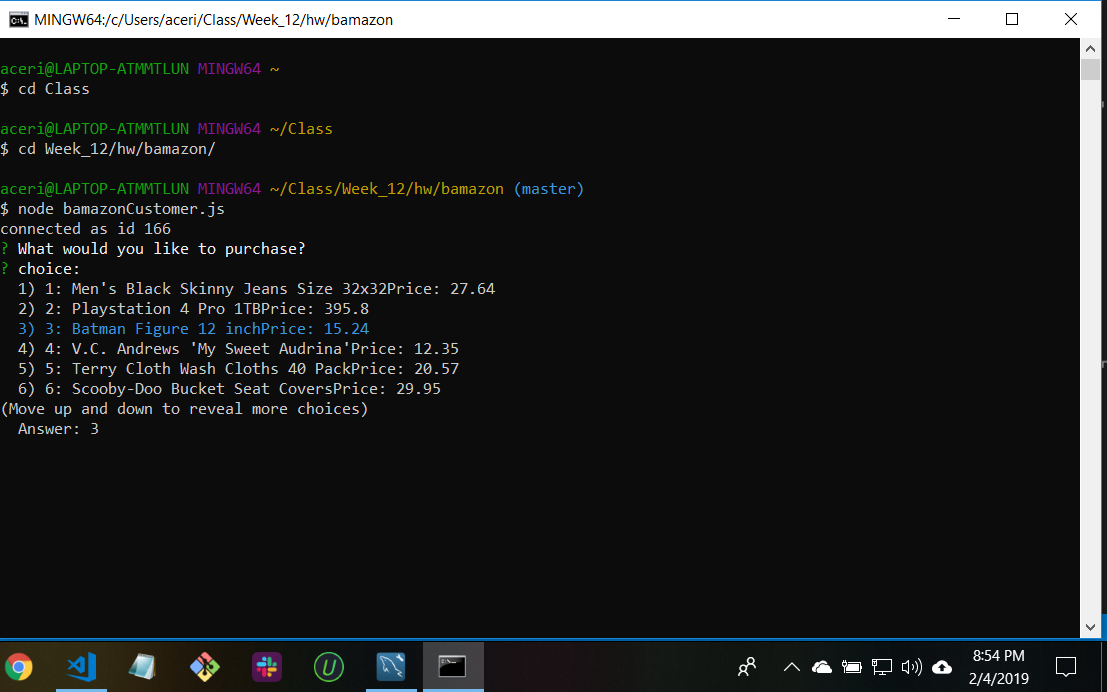 MINGW64:/c/Users/aceri/Class/Week_12/hw/bamazon
aceri@LAPTOP-ATMMTLUN MINGW64 ~
$ cd Class
aceri@LAPTOP-ATMMTLUN MINGW64 ~/Class
$ cd Week_12/hw/bamazon/
aceri@LAPTOP-ATMMTLUN MINGW64 ~/Class/Week_12/hw/bamazon (master)
$ node bamazonCustomer.js
connected as id 166
? What would you like to purchase?
? choice:
1) 1: Men's Black Skinny Jeans Size 32x32Price: 27.64
2) 2: Playstation 4 Pro 1TBPrice: 395.8
3) 3: Batman Figure 12 inchPrice: 15.24
4) 4: V.C. Andrews 'My Sweet Audrina'Price: 12.35
5) 5: Terry Cloth Wash Cloths 40 PackPrice: 20.57
6) 6: Scooby-Doo Bucket Seat CoversPrice: 29.95
(Move up and down to reveal more choices)
Answer: 3
8:54 PM
2/4/2019